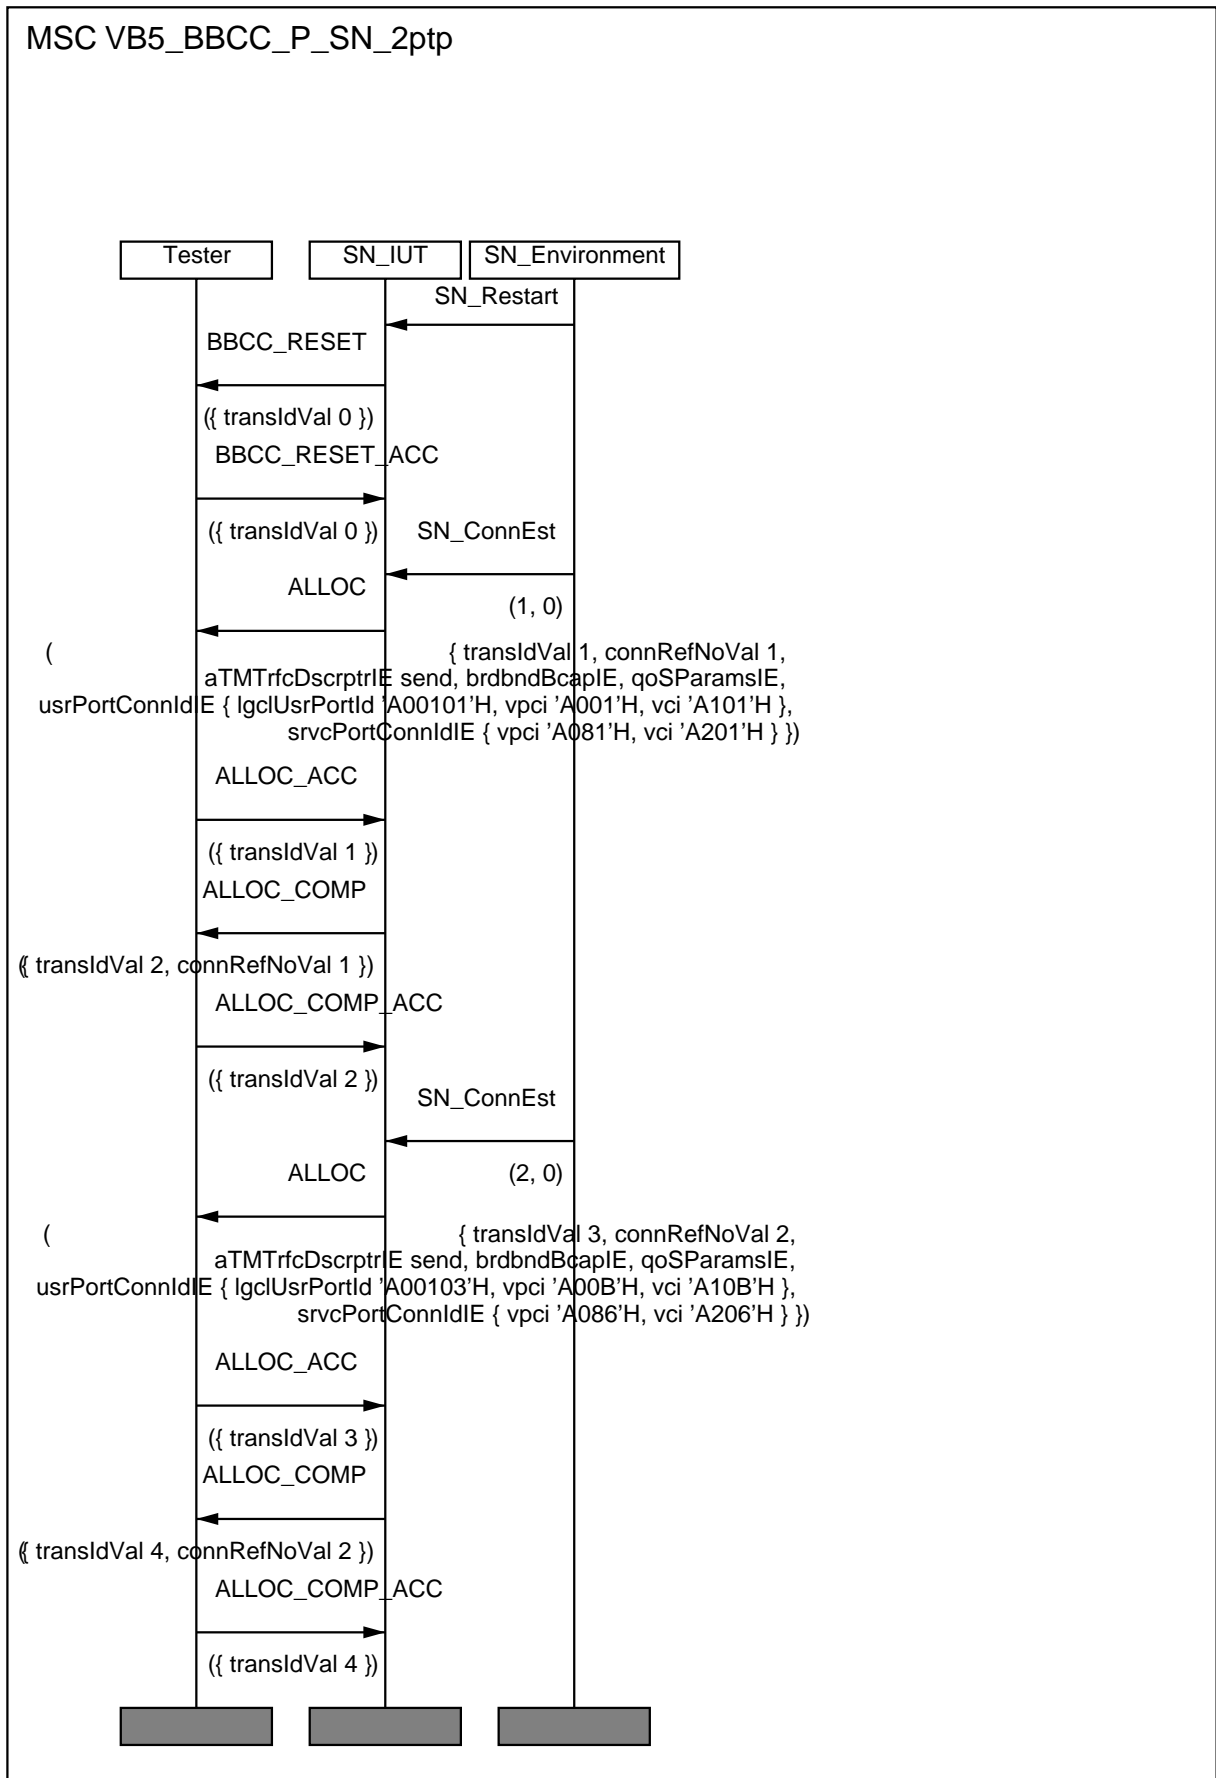 MSC VB5_BBCC_P_SN_2ptp
Tester SN_IUT SN_Environment
SN_Restart
BBCC_RESET
({ transIdVal 0 })
BBCC_RESET_ACC
({ transIdVal 0 }) SN_ConnEst
ALLOC
(1, 0)
( { transIdVal 1, connRefNoVal 1,
aTMTrfcDscrptrIE send, brdbndBcapIE, qoSParamsIE,
usrPortConnIdIE { lgclUsrPortId 'A00101'H, vpci 'A001'H, vci 'A101'H },
srvcPortConnIdIE { vpci 'A081'H, vci 'A201'H } })
ALLOC_ACC
({ transIdVal 1 })
ALLOC_COMP
({ transIdVal 2, connRefNoVal 1 })
ALLOC_COMP_ACC
({ transIdVal 2 })
SN_ConnEst
ALLOC (2, 0)
( { transIdVal 3, connRefNoVal 2,
aTMTrfcDscrptrIE send, brdbndBcapIE, qoSParamsIE,
usrPortConnIdIE { lgclUsrPortId 'A00103'H, vpci 'A00B'H, vci 'A10B'H },
srvcPortConnIdIE { vpci 'A086'H, vci 'A206'H } })
ALLOC_ACC
({ transIdVal 3 })
ALLOC_COMP
({ transIdVal 4, connRefNoVal 2 })
ALLOC_COMP_ACC
({ transIdVal 4 })